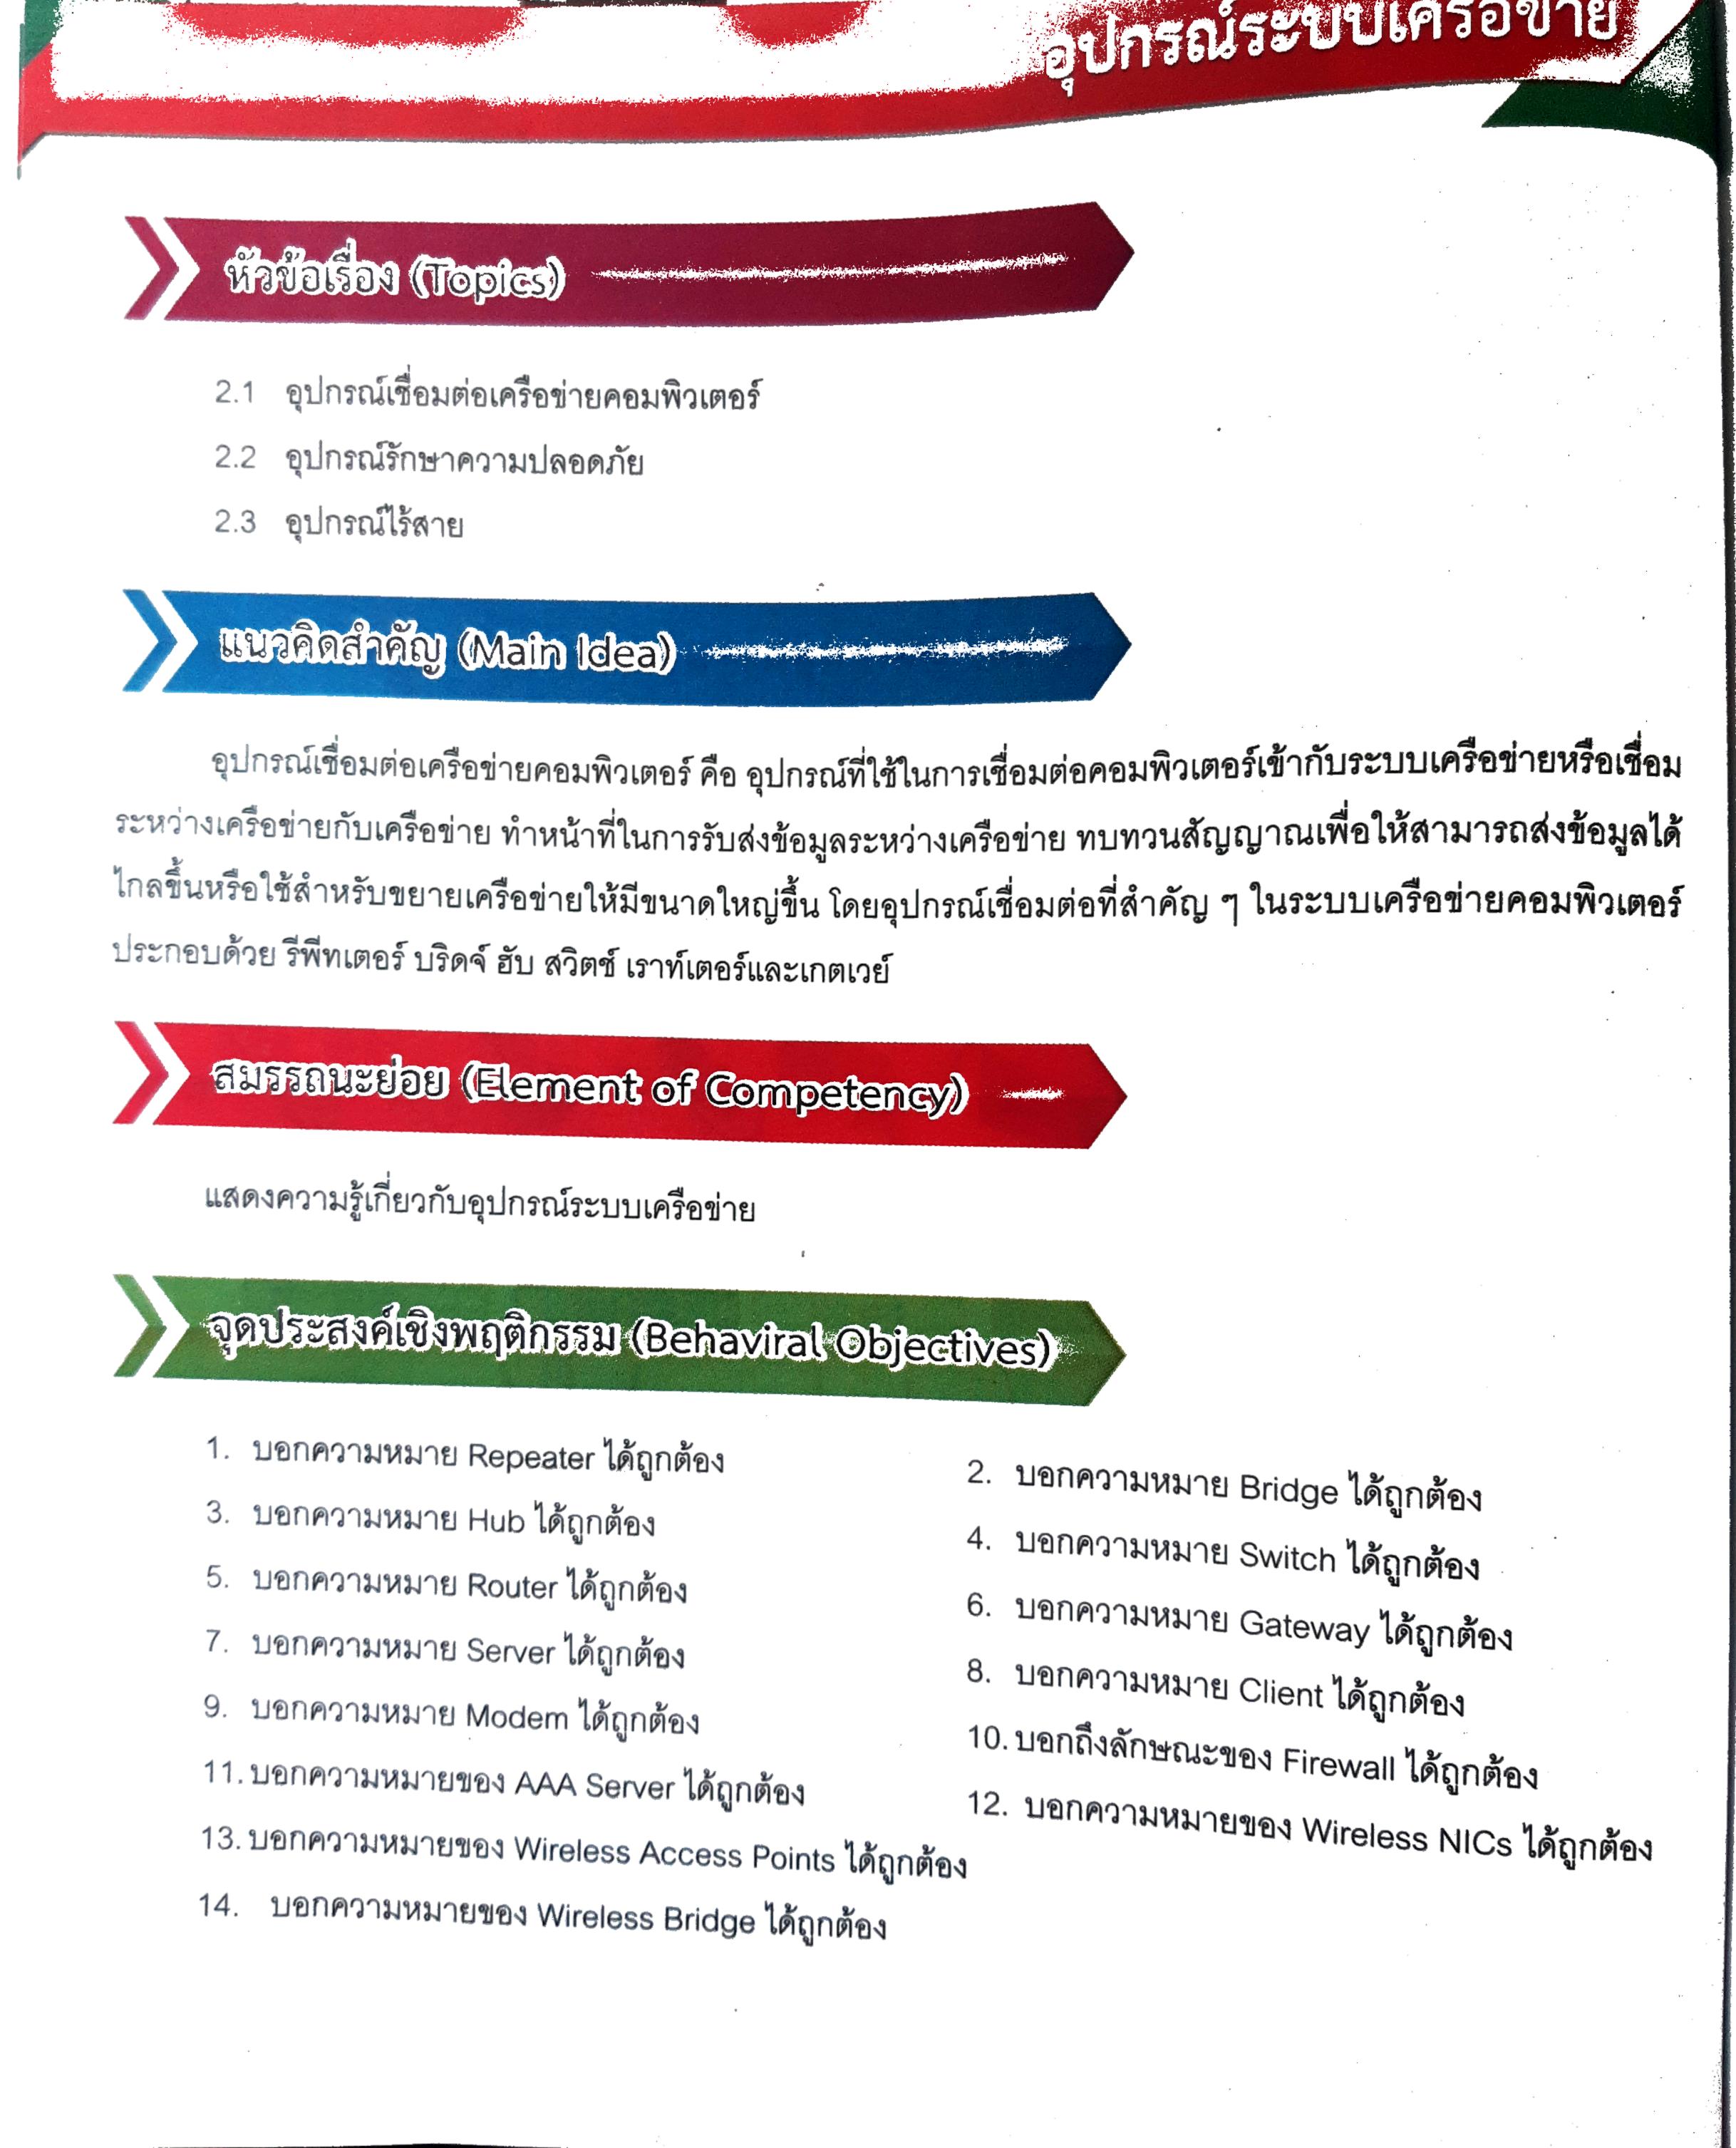 อุปกรณ์ระบบเครือข่าย
หัวข้อเรื่อง (Topics)
2.1 อุปกรณ์เชื่อมต่อเครือข่ายคอมพิวเตอร์
2.2 อุปกรณ์รักษาความปลอดภัย
2.3 อุปกรณ์ไร้สาย
แนวคิดสำคัญ (Main Idea)
อุปกรณ์เชื่อมต่อเครือข่ายคอมพิวเตอร์ คือ อุปกรณ์ที่ใช้ในการเชื่อมต่อคอมพิวเตอร์เข้ากับระบบเครือข่ายหรือเชื่อม
ระหว่างเครือข่ายกับเครือข่าย ทำหน้าที่ในการรับส่งข้อมูลระหว่างเครือข่าย ทบทวนสัญญาณเพื่อให้สามารถส่งข้อมูลได้
ไกลขึ้นหรือใช้สำหรับขยายเครือข่ายให้มีขนาดใหญ่ขึ้น โดยอุปกรณ์เชื่อมต่อที่สำคัญ ๆ ในระบบเครือข่ายคอมพิวเตอร์
ประกอบด้วย รีพีทเตอร์ บริดจ์ ฮับ สวิตช์ เราท์เตอร์และเกตเวย์
สมรรถนะย่อย (Element of Competency)
แสดงความรู้เกี่ยวกับอุปกรณ์ระบบเครือข่าย
จุดประสงค์เชิงพฤติกรรม (Behaviral Objectives)
1. บอกความหมาย Repeater ได้ถูกต้อง
2. บอกความหมาย Bridge ได้ถูกต้อง
3. บอกความหมาย Hub ได้ถูกต้อง
4. บอกความหมาย Switch ได้ถูกต้อง
5. บอกความหมาย Router ได้ถูกต้อง
6. บอกความหมาย Gateway ได้ถูกต้อง
7. บอกความหมาย Server ได้ถูกต้อง
8. บอกความหมาย Client ได้ถูกต้อง
9. บอกความหมาย Modem ได้ถูกต้อง
10. บอกถึงลักษณะของ Firewall ได้ถูกต้อง
11. บอกความหมายของ AAA Server ได้ถูกต้อง
12. บอกความหมายของ Wireless NICs ได้ถูกต้อง
13. บอกความหมายของ Wireless Access Points ได้ถูกต้อง
14. บอกความหมายของ Wireless Bridge ได้ถูกต้อง